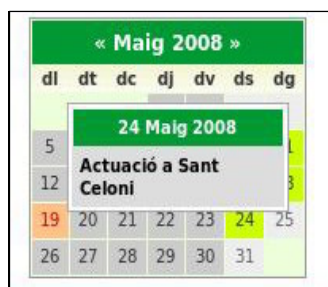 « Maig 2008 »
dl dt dc dj dv ds dg
24 Maig 2008
5
Actuació a Sant
12
Celoni
19 20 21 22 23 24 25
26 27 28 29 30 31